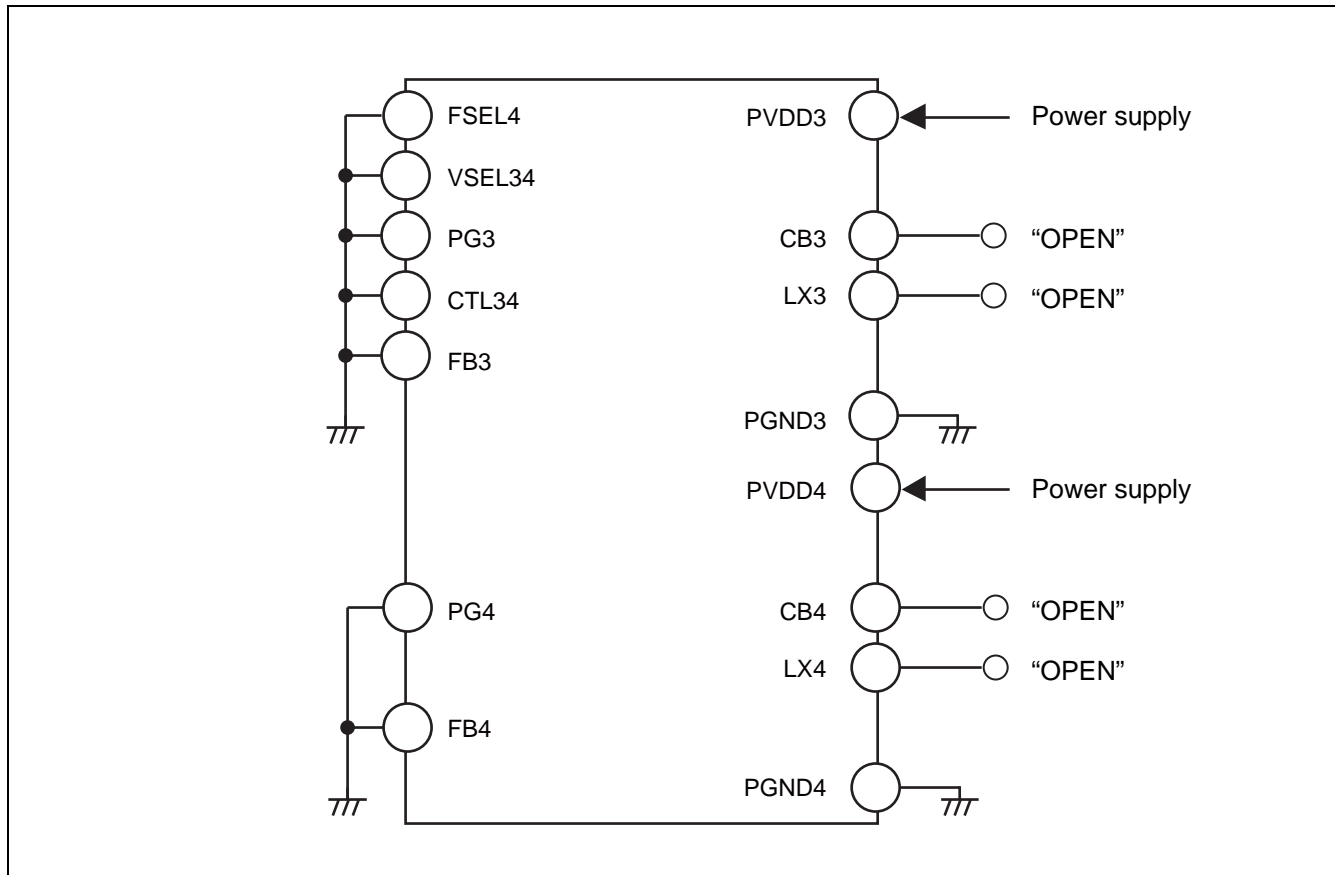 FSEL4
VSEL34
PG3
CTL34
FB3
PG4
FB4
PVDD3
Power supply
CB3
“OPEN”
LX3
“OPEN”
PGND3
PVDD4
Power supply
CB4
“OPEN”
LX4
“OPEN”
PGND4